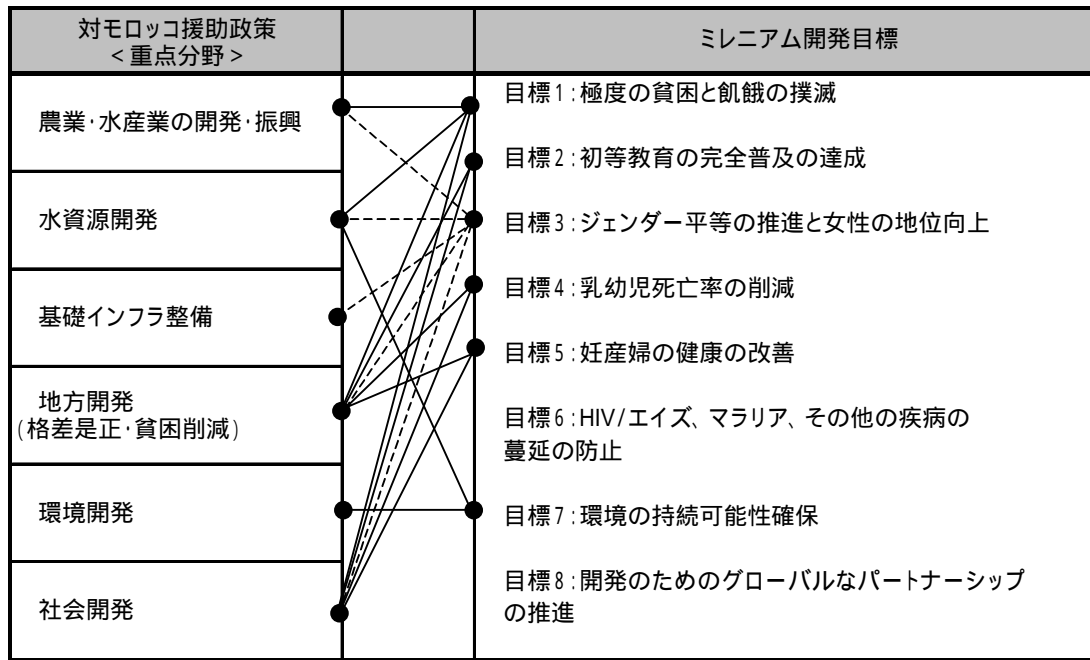 対モロッコ援助政策
<重点分野>
ミレニアム開発目標
農業·水産業の開発·振興
水資源開発
基礎インフラ整備
地方開発
(格差是正·貧困削減)
環境開発
社会開発
目標1:極度の貧困と飢餓の撲滅
目標2:初等教育の完全普及の達成
目標3:ジェンダー平等の推進と女性の地位向上
目標4:乳幼児死亡率の削減
目標5:妊産婦の健康の改善
目標6:HIV/エイズ、マラリア、その他の疾病の
蔓延の防止
目標7:環境の持続可能性確保
目標8:開発のためのグローバルなパートナーシップ
の推進